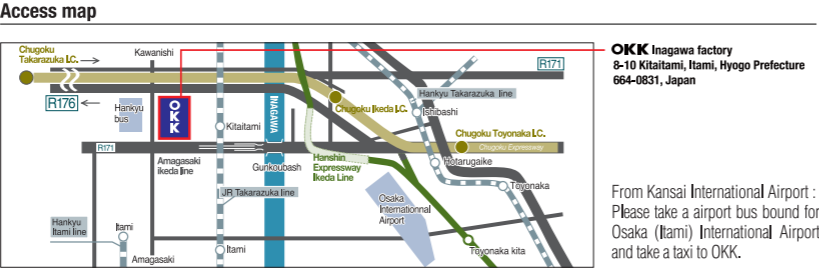 Access map
Chugoku
Takarazuka I.C.
Kawanishi
R171
R176
Hankyu
bus
OKK
Kitaitami
INAGAWA
Chugoku Ikeda I.C.
Hankyu Takarazuka line
Ishibashi
Chugoku Toyonaka I.C.
Chigoku Expressway
R171
Amagasaki
ikeda line
Gunkoubash
Hanshin
Expressway
Ikeda Line
Hotarugaike
Toyonaka
JR Takarazuka line
Osaka
Internationnal
Airport
Hankyu
Itami line
Itami
Amagasaki
Itami
Toyonaka kita
OKK Inagawa factory
8-10 Kitaitami, Itami, Hyogo Prefecture
664-0831, Japan
From Kansai International Airport :
Please take a airport bus bound for
Osaka (Itami) International Airport
and take a taxi to OKK.